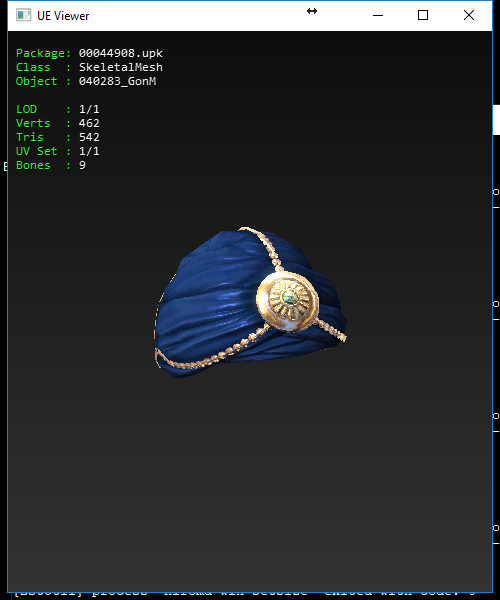 UE Viewer
Package: 00044908.upk
Class  : SkeletalMesh
Object : 040283_GonM
LOD    : 1/1
Verts  : 462
Tris   : 542
UV Set : 1/1
Bones  : 9